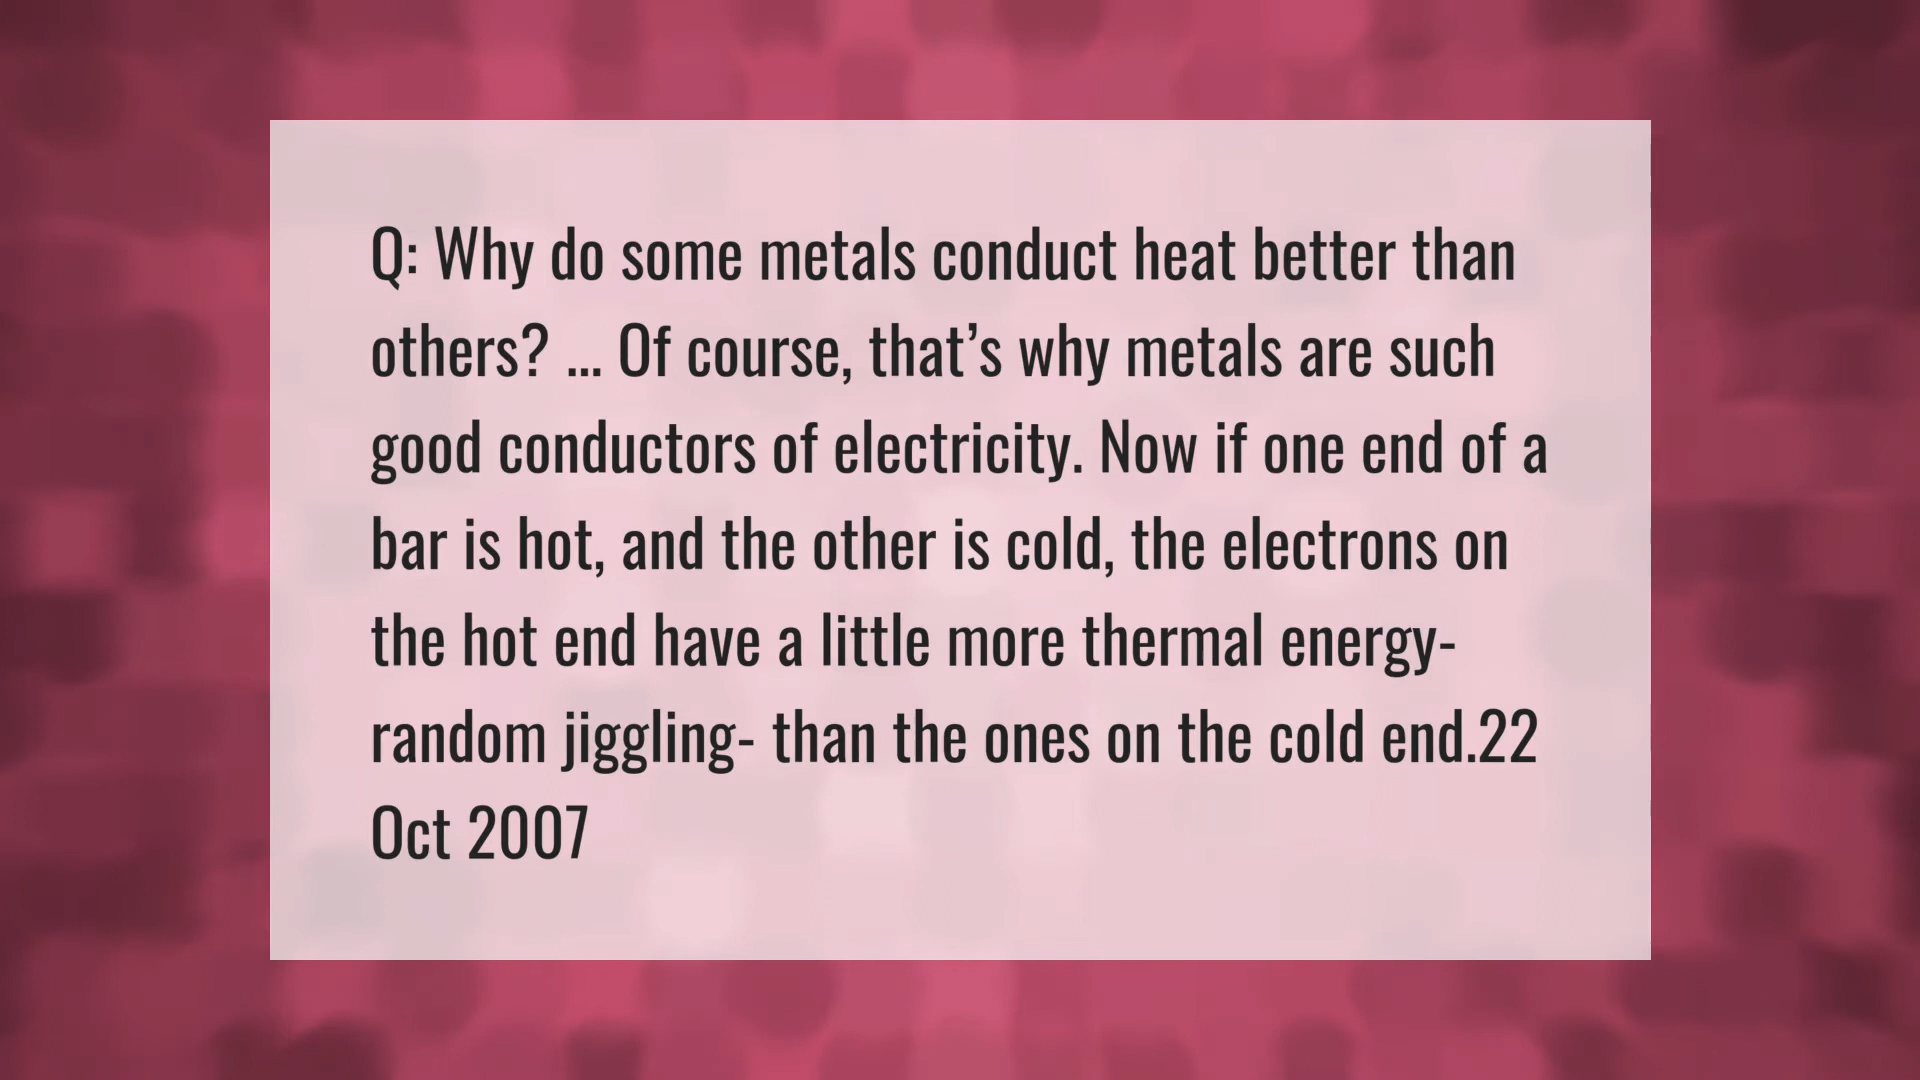 Q: Why do some metals conduct heat better than
others? ... Of course, that’s why metals are such
good conductors of electricity. Now if one end of a
bar is hot, and the other is cold, the electrons on
the hot end have a little more thermal energy-
random jiggling- than the ones on the cold end.22
Oct 2007